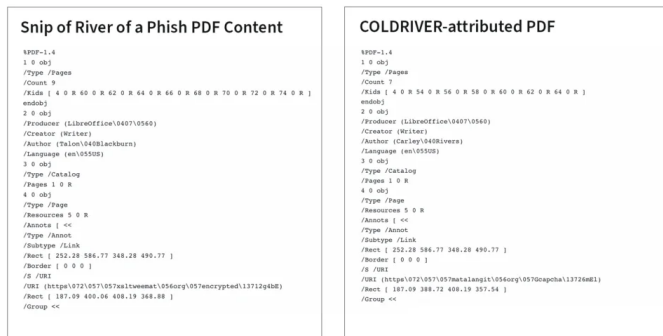 Snip of River of a Phish PDF Content
%PDF-1.4
1 0 obj
/Type /Pages
/Count 9
/Kids [ 4 0 R 60 0 R 62 0 R 64 0 R 66 0 R 68 0 R 70 0 R 72 0 R 74 0 R ]
endobj
2 0 obj
/Producer (LibreOffice\0407\0560)
/Creator (Writer)
/Author (Talon\040Blackburn)
/Language (en\055US)
3 0 obj
/Type /Catalog
/Pages 1 0 R
4 0 obj
/Type /Page
/Resources 5 0 R
/Annots [ <<
/Type /Annot
/Subtype /Link
/Rect [ 252.28 586.77 348.28 490.77 ]
/Border [ 0 0 0 ]
/S /URI
/URI (https\072\057\057xaltweemat\056org\057encrypted\13712g4bE)
/Rect [ 187.09 400.06 408.19 368.88 ]
/Group <<
COLDRIVER-attributed PDF
%PDF-1.4
1 0 obj
/Type /Pages
/Count 7
/Kids [ 4 0 R 54 0 R 56 0 R 58 0 R 60 0 R 62 0 R 64 0 R ]
endobj
2 0 obj
/Producer (LibreOffice\0407\0560)
/Creator (Writer)
/Author (Carley\040Rivers)
/Language (en\055US)
3 0 obj
/Type /Catalog
/Pages 1 0 R
4 0 obj
/Type /Page
/Resources 5 0 R
/Annots [ <<
/Type /Annot
/Subtype /Link
/Rect [ 252.28 586.77 348.28 490.77 ]
/Border [ 0 0 0 ]
/S /URI
/URI (https\072\057\057matalangit\056org\057Gcapcha\13726mEl)
/Rect [ 187.09 388.72 408.19 357.54 ]
/Group <<